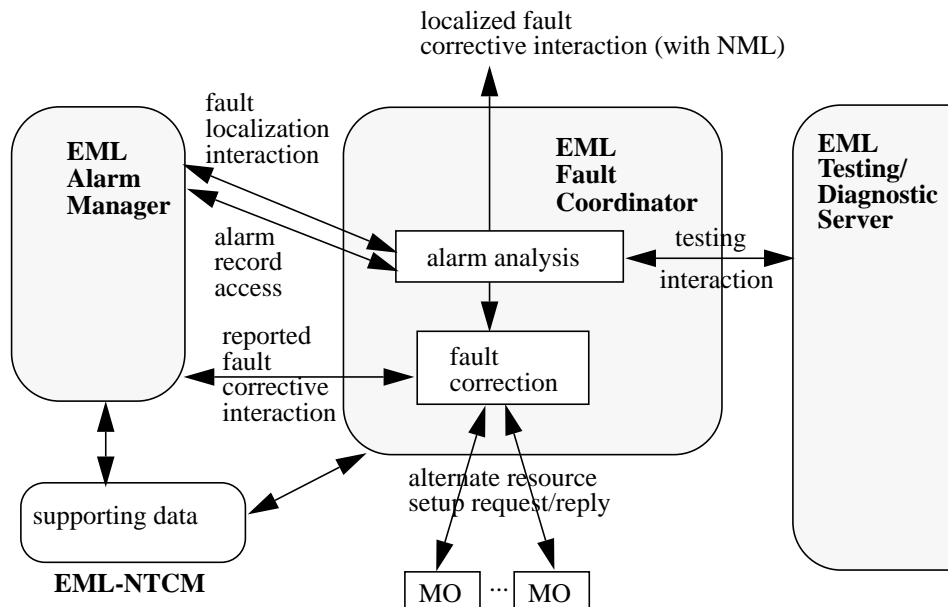 localized fault
corrective interaction (with NML)
fault
localization
interaction
EML
Alarm
Manager
EML
Fault
Coordinator
EML
Testing/
Diagnostic
Server
alarm
record
access
alarm analysis
testing
interaction
reported
fault
corrective
interaction
fault
correction
alternate resource
setup request/reply
supporting data
EML-NTCM
MO ... MO